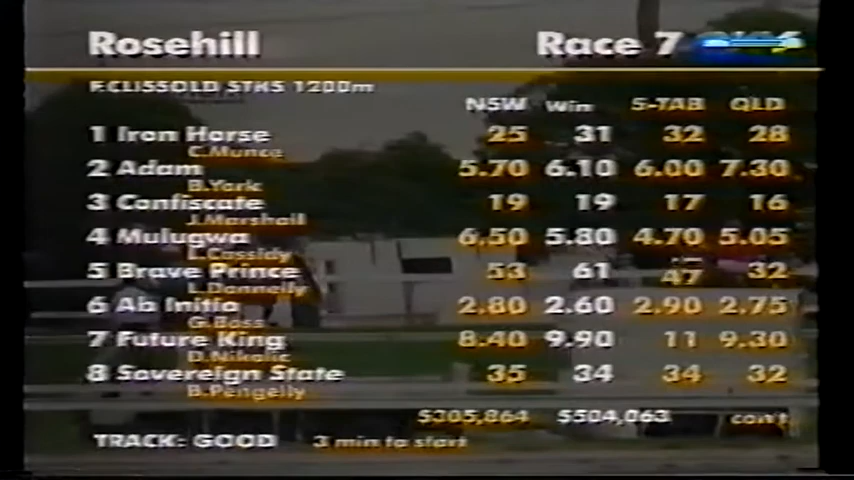 Rosehill Race 7
F.CLISSOLD STKS 1200m
NSW Win S-TAB QLD
1 Iron Horse 25 31 32 28
C.Munce
2 Adam 5.70 6.10 6.00 7.30
B.York
3 Confiscate 19 19 17 16
J.Marshall
4 Mulugwa 6.50 5.80 4.70 5.05
L.Cassidy
5 Brave Prince 53 61 47 32
L.Donnelly
6 Ab Initio 2.80 2.60 2.90 2.75
G.Boss
7 Future King 8.40 9.90 11 9.30
D.Nikolic
8 Sovereign State 35 34 34 32
B.Pengelly
$305,864 $504,063 con't
TRACK: GOOD 3 min to start